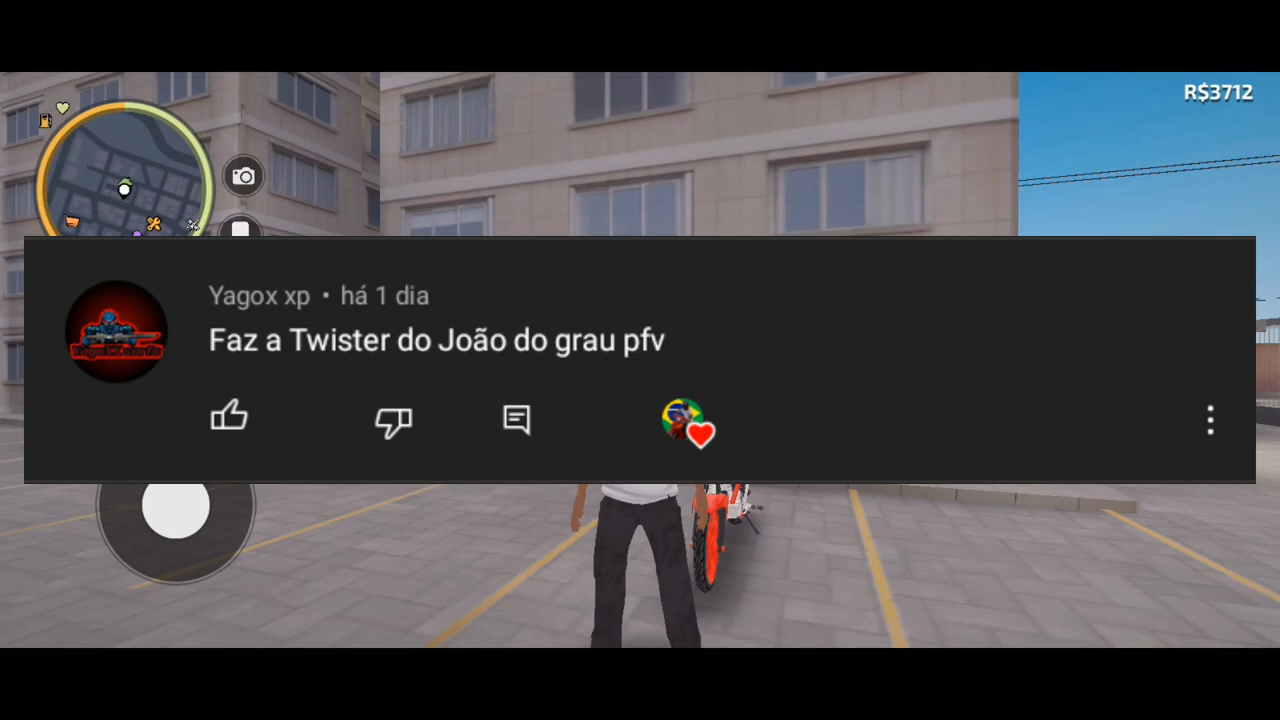 R$3712
Yagox xp • há 1 dia
Faz a Twister do João do grau pfv